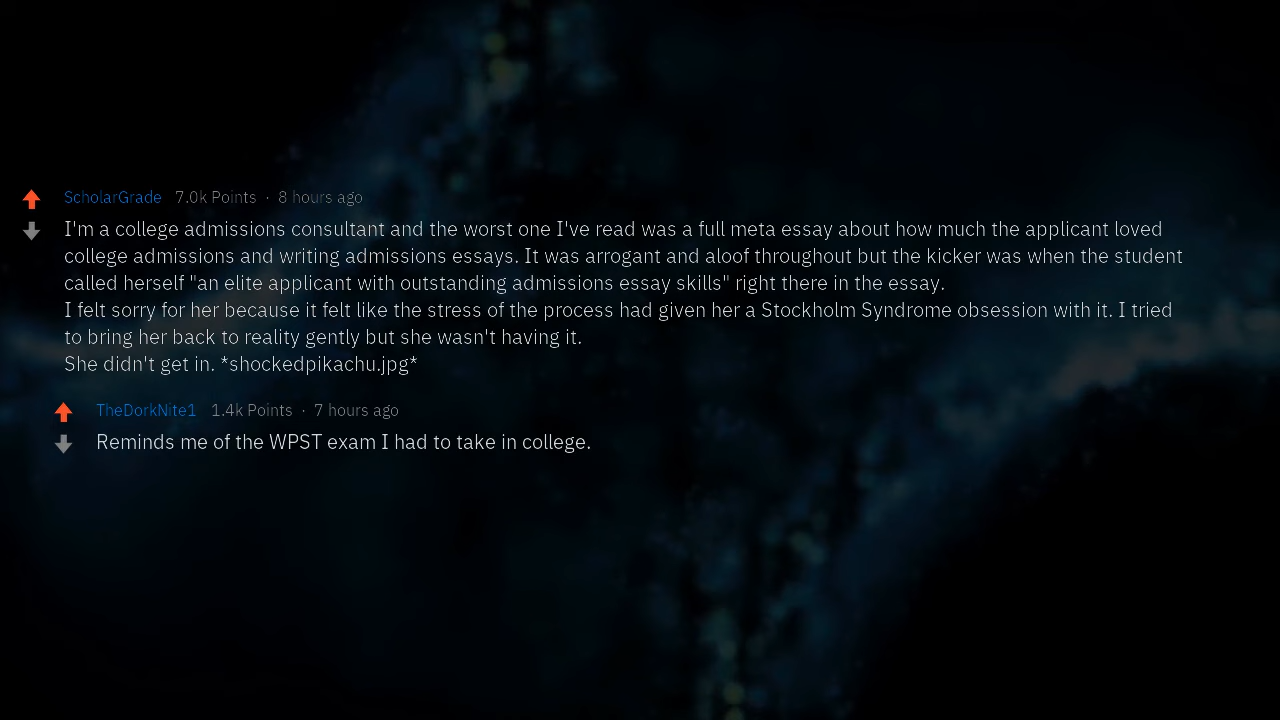 ScholarGrade 7.0k Points · 8 hours ago
I'm a college admissions consultant and the worst one I've read was a full meta essay about how much the applicant loved
college admissions and writing admissions essays. It was arrogant and aloof throughout but the kicker was when the student
called herself "an elite applicant with outstanding admissions essay skills" right there in the essay.
I felt sorry for her because it felt like the stress of the process had given her a Stockholm Syndrome obsession with it. I tried
to bring her back to reality gently but she wasn't having it.
She didn't get in. *shockedpikachu.jpg*
TheDorkNite1 1.4k Points · 7 hours ago
Reminds me of the WPST exam I had to take in college.